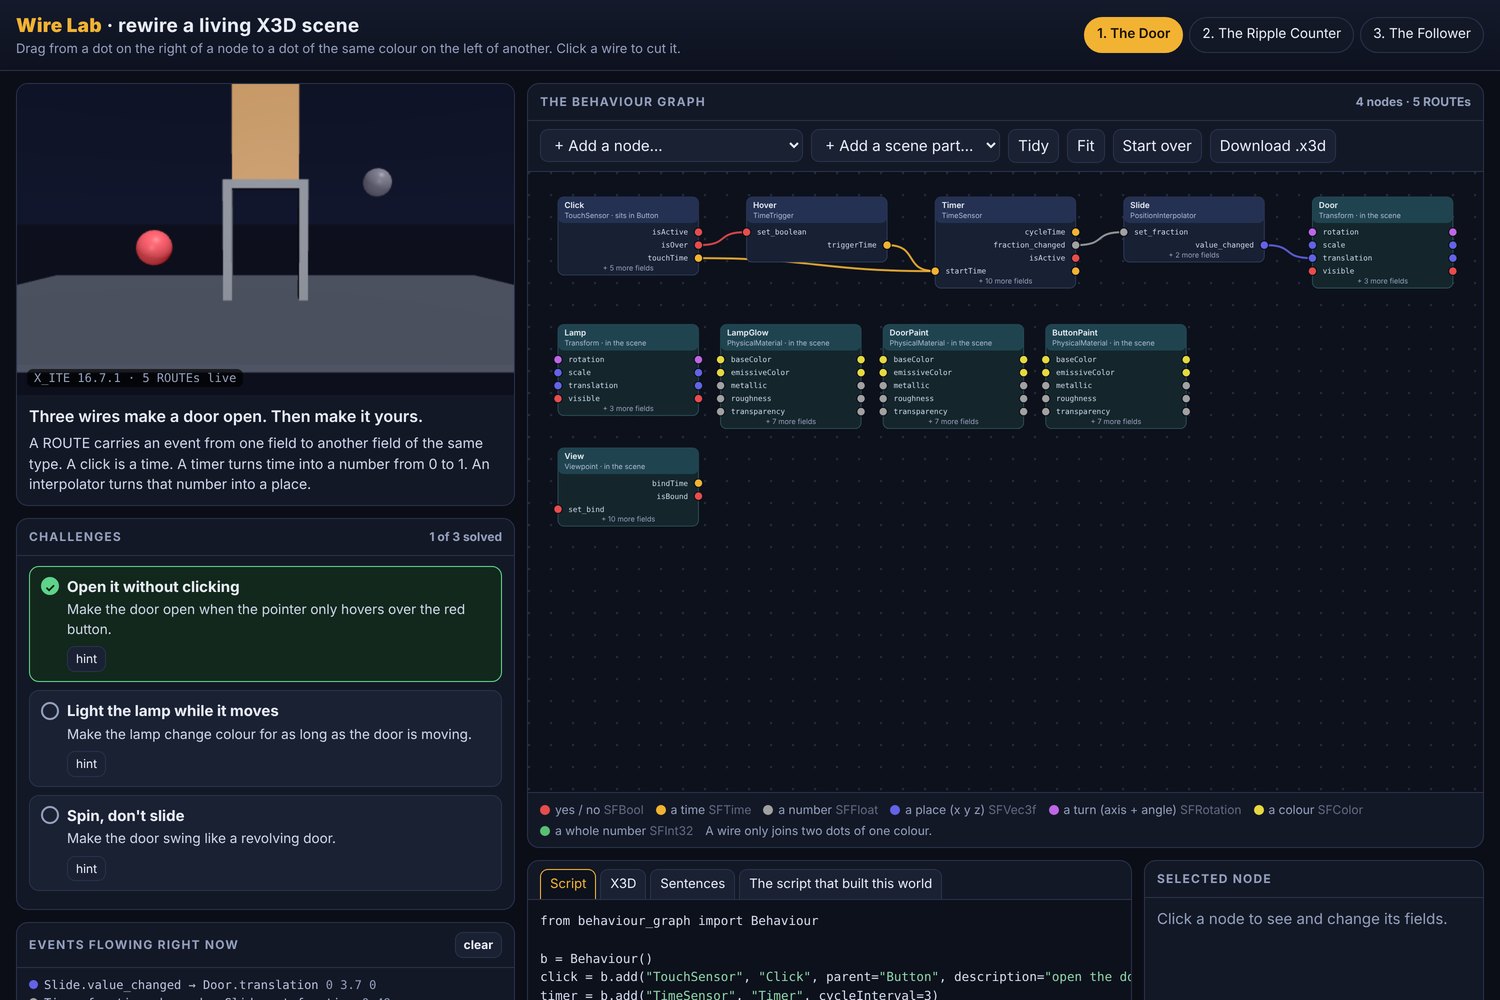 Wire Lab · rewire a living X3D scene
Drag from a dot on the right of a node to a dot of the same colour on the left of another. Click a wire to cut it.
1. The Door
2. The Ripple Counter
3. The Follower
X_ITE 16.7.1 · 5 ROUTEs live
Three wires make a door open. Then make it yours.
A ROUTE carries an event from one field to another field of the same
type. A click is a time. A timer turns time into a number from 0 to 1. An
interpolator turns that number into a place.
CHALLENGES
1 of 3 solved
Open it without clicking
Make the door open when the pointer only hovers over the red
button.
hint
Light the lamp while it moves
Make the lamp change colour for as long as the door is moving.
hint
Spin, don't slide
Make the door swing like a revolving door.
hint
EVENTS FLOWING RIGHT NOW
clear
Slide.value_changed → Door.translation 0 3.7 0
THE BEHAVIOUR GRAPH
4 nodes · 5 ROUTEs
+ Add a node...
+ Add a scene part...
Tidy
Fit
Start over
Download .x3d
Click
TouchSensor · sits in Button
isActive
isOver
touchTime
+ 5 more fields
Hover
TimeTrigger
set_boolean
triggerTime
Timer
TimeSensor
cycleTime
fraction_changed
isActive
startTime
+ 10 more fields
Slide
PositionInterpolator
set_fraction
value_changed
+ 2 more fields
Door
Transform · in the scene
rotation
scale
translation
visible
+ 3 more fields
Lamp
Transform · in the scene
rotation
scale
translation
visible
+ 3 more fields
LampGlow
PhysicalMaterial · in the scene
baseColor
emissiveColor
metallic
roughness
transparency
+ 7 more fields
DoorPaint
PhysicalMaterial · in the scene
baseColor
emissiveColor
metallic
roughness
transparency
+ 7 more fields
ButtonPaint
PhysicalMaterial · in the scene
baseColor
emissiveColor
metallic
roughness
transparency
+ 7 more fields
View
Viewpoint · in the scene
bindTime
isBound
set_bind
+ 10 more fields
yes / no SFBool
a time SFTime
a number SFFloat
a place (x y z) SFVec3f
a turn (axis + angle) SFRotation
a colour SFColor
a whole number SFInt32
A wire only joins two dots of one colour.
Script
X3D
Sentences
The script that built this world
from behaviour_graph import Behaviour
b = Behaviour()
click = b.add("TouchSensor", "Click", parent="Button", description="open the
timer = b.add("TimeSensor", "Timer", cycleInterval=3)
SELECTED NODE
Click a node to see and change its fields.